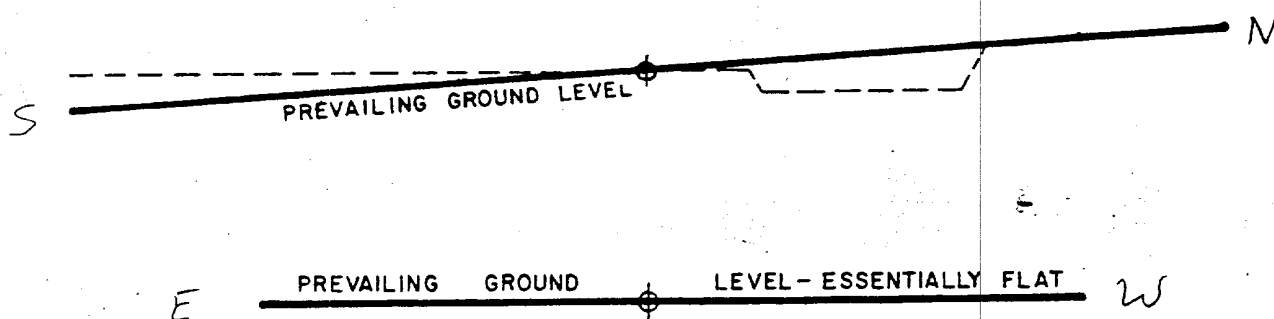 N
PREVAILING GROUND LEVEL
S
PREVAILING GROUND LEVEL - ESSENTIALLY FLAT
E W